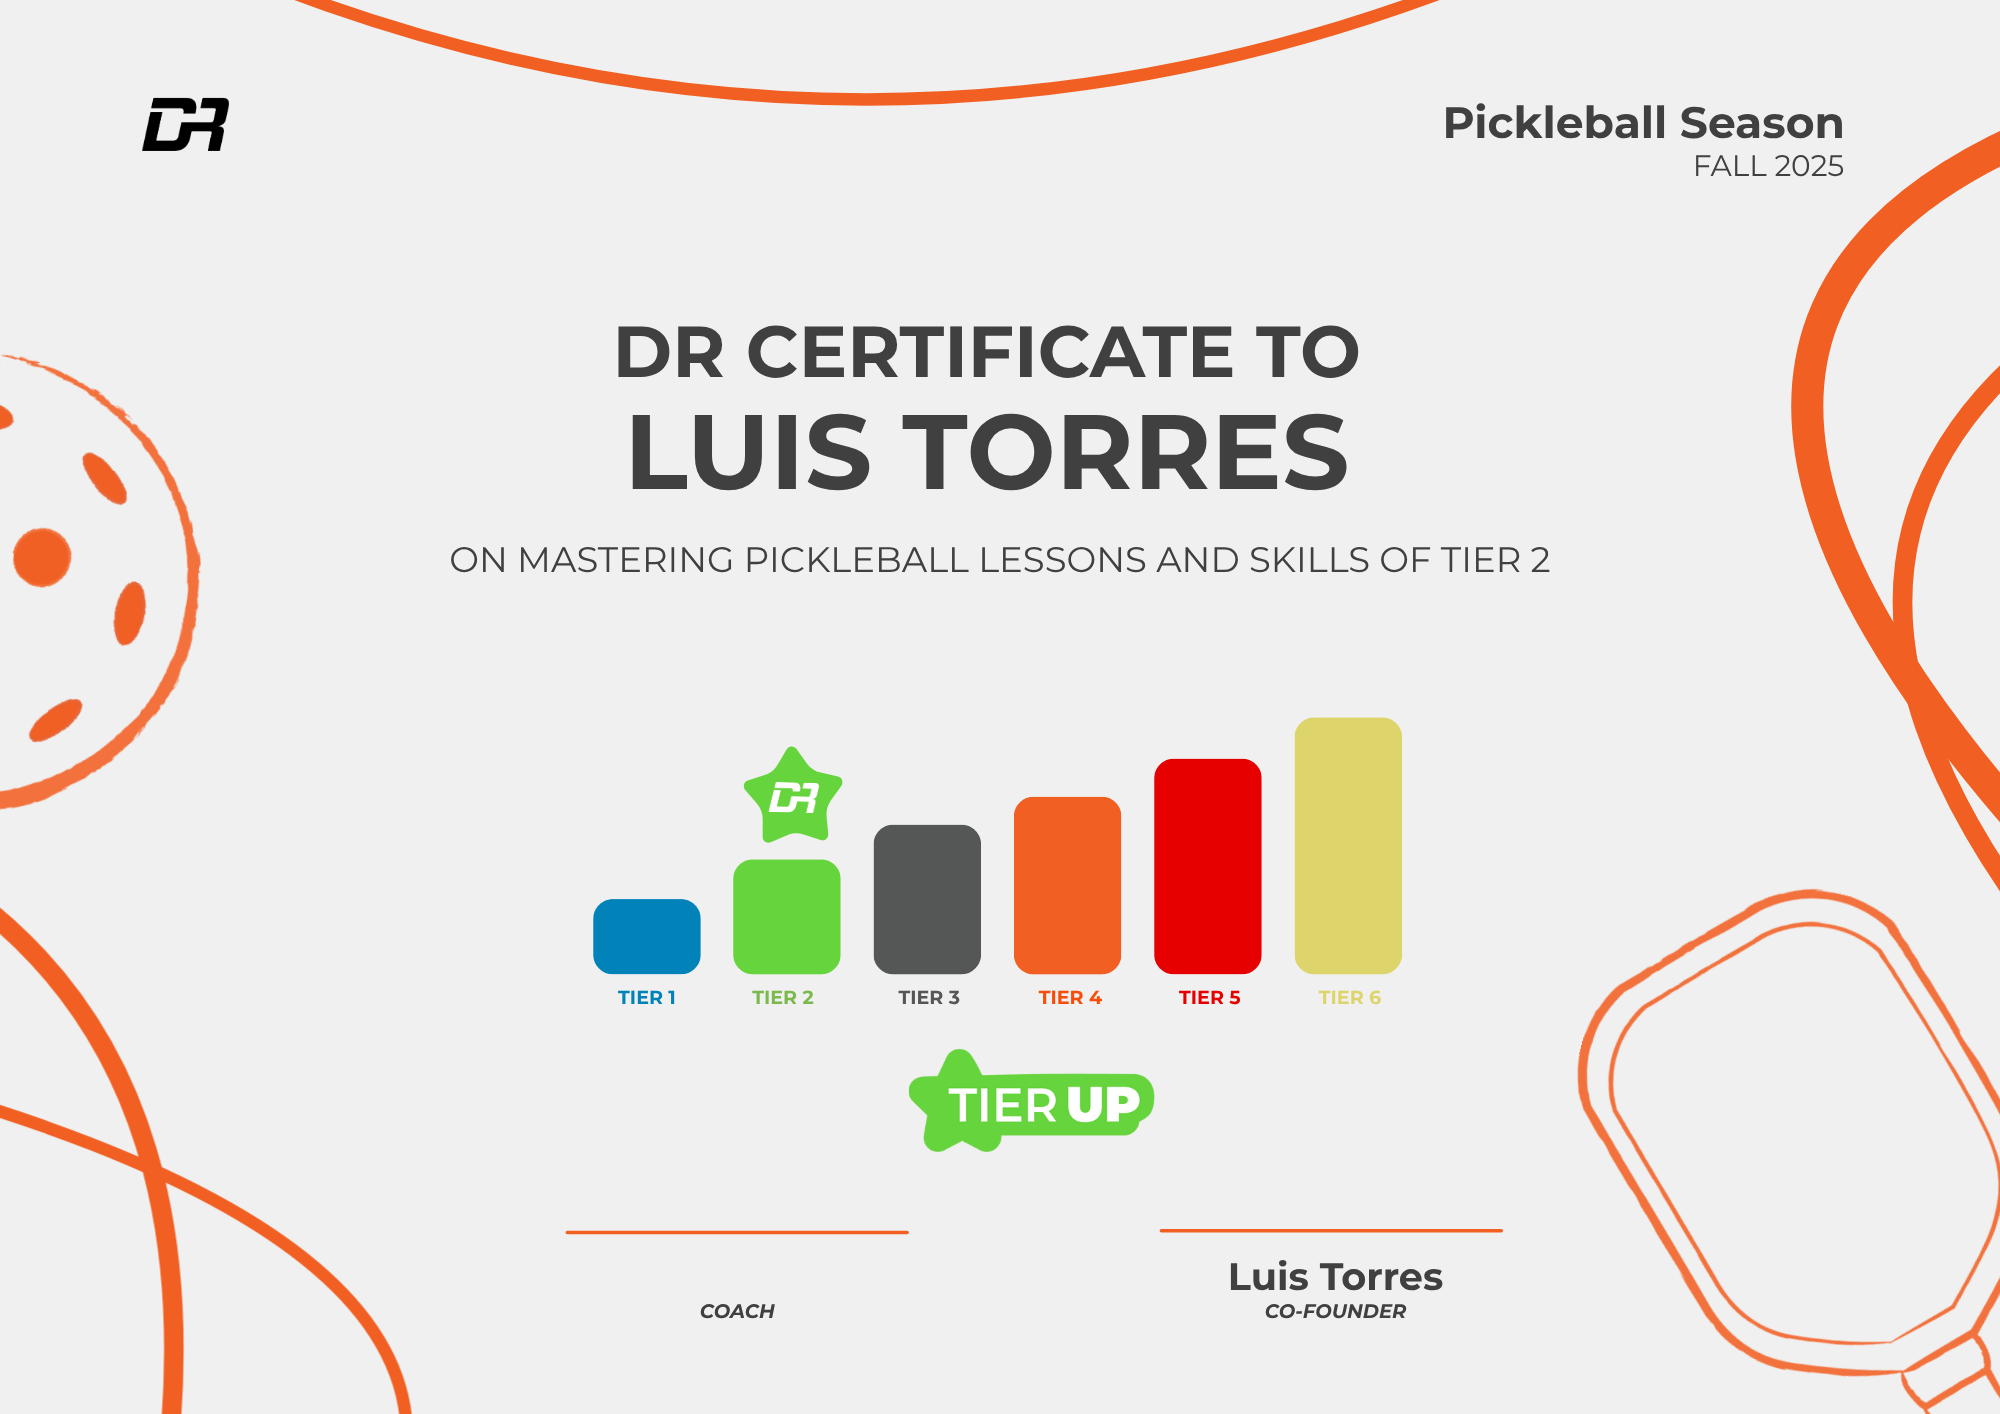 DR
Pickleball Season
FALL 2025
DR CERTIFICATE TO
LUIS TORRES
ON MASTERING PICKLEBALL LESSONS AND SKILLS OF TIER 2
DR
TIER 1 TIER 2 TIER 3 TIER 4 TIER 5 TIER 6
TIER UP
Luis Torres
COACH CO-FOUNDER